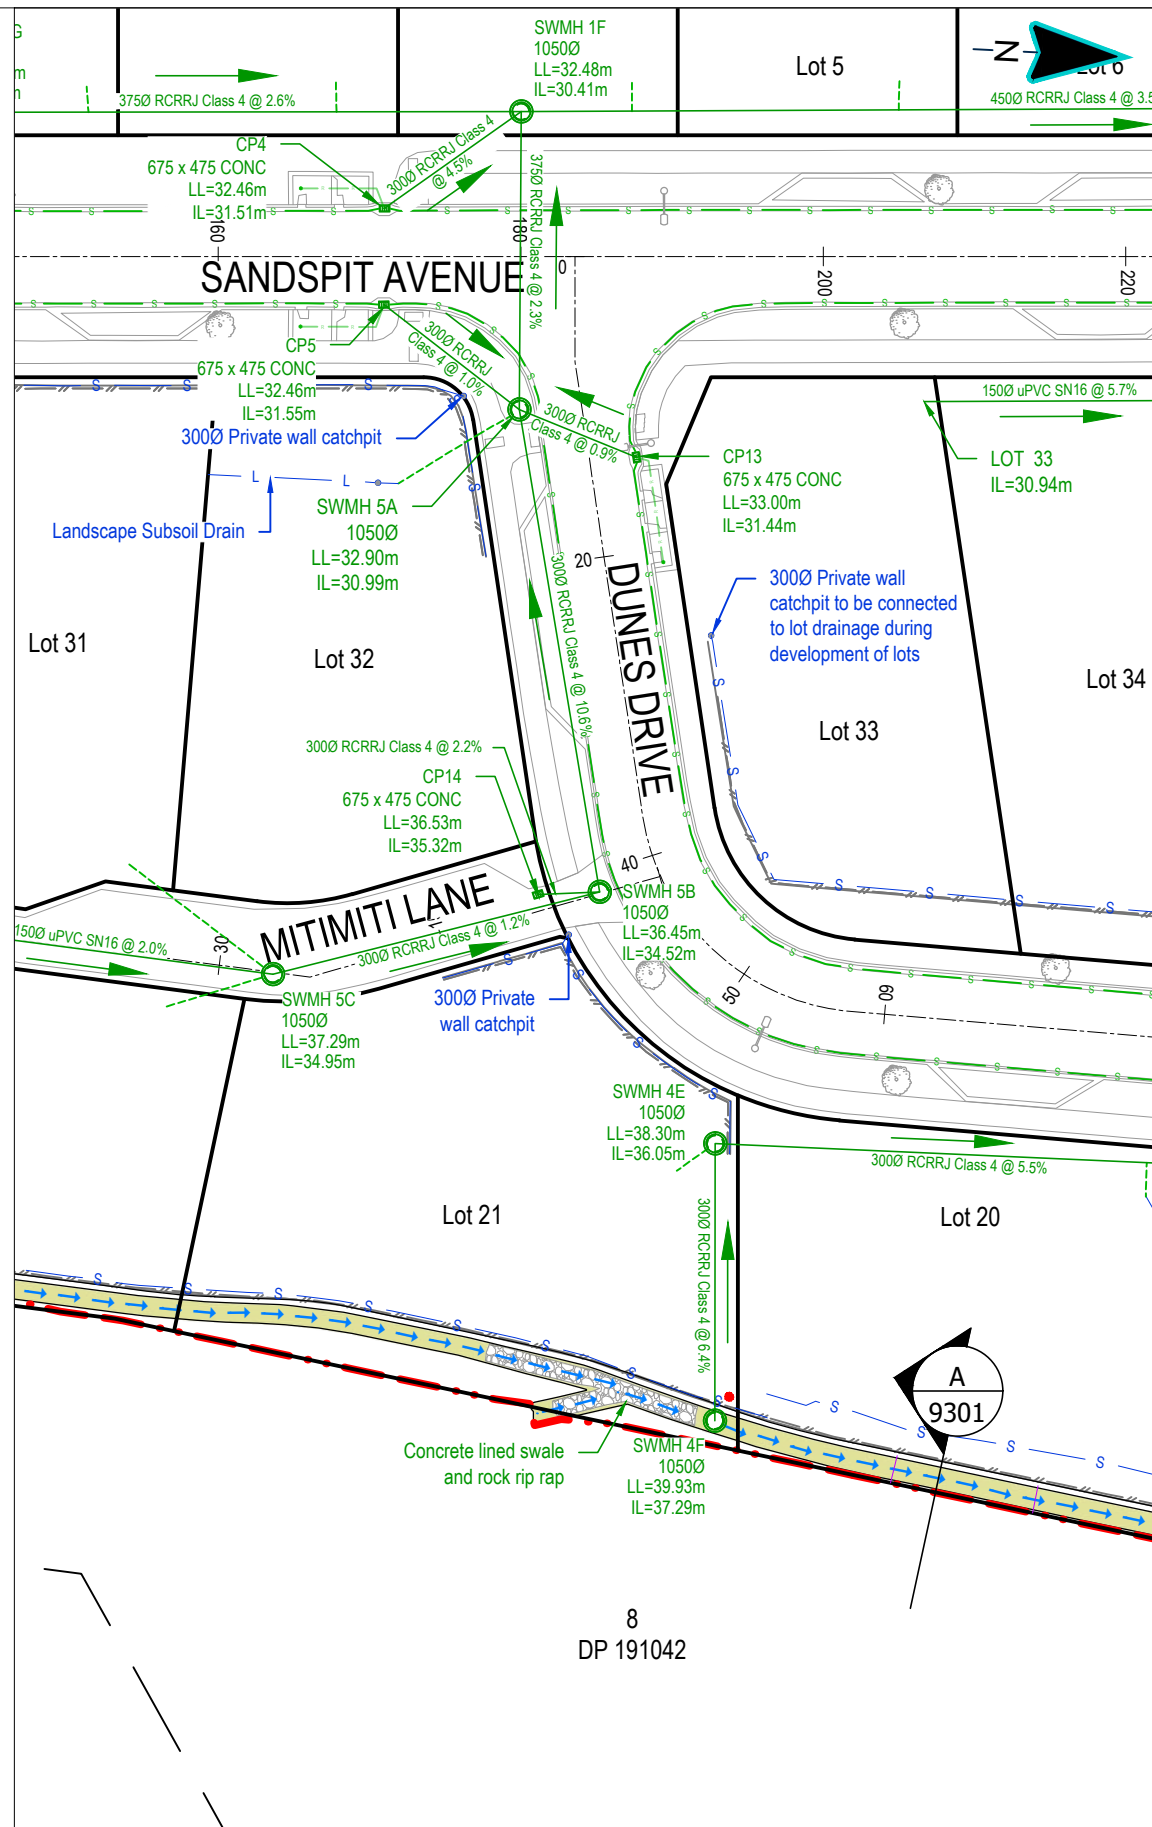 G
m
SWMH 1F
1050Ø
LL=32.48m
IL=30.41m
Lot 5
N
Lot 6
375Ø RCRRJ Class 4 @ 2.6%
450Ø RCRRJ Class 4 @ 3.5
CP4
675 x 475 CONC
LL=32.46m
IL=31.51m
300Ø RCRRJ Class 4
@ 4.5%
375Ø RCRRJ Class 4 @ 2.3%
160
180
0
200
220
SANDSPIT AVENUE
CP5
675 x 475 CONC
LL=32.46m
IL=31.55m
300Ø RCRRJ
Class 4 @ 1.0%
300Ø RCRRJ
Class 4 @ 0.9%
150Ø uPVC SN16 @ 5.7%
300Ø Private wall catchpit
Landscape Subsoil Drain
L L
SWMH 5A
1050Ø
LL=32.90m
IL=30.99m
CP13
675 x 475 CONC
LL=33.00m
IL=31.44m
LOT 33
IL=30.94m
20
300Ø RCRRJ Class 4 @ 10.6%
DUNES DRIVE
300Ø Private wall
catchpit to be connected
to lot drainage during
development of lots
Lot 31
Lot 32
Lot 33
Lot 34
300Ø RCRRJ Class 4 @ 2.2%
CP14
675 x 475 CONC
LL=36.53m
IL=35.32m
40
MITIMITI LANE
150Ø uPVC SN16 @ 2.0%
30
300Ø RCRRJ Class 4 @ 1.2%
SWMH 5B
1050Ø
LL=36.45m
IL=34.52m
50
60
SWMH 5C
1050Ø
LL=37.29m
IL=34.95m
300Ø Private
wall catchpit
SWMH 4E
1050Ø
LL=38.30m
IL=36.05m
300Ø RCRRJ Class 4 @ 5.5%
Lot 21
Lot 20
300Ø RCRRJ Class 4 @ 6.4%
A
9301
Concrete lined swale
and rock rip rap
SWMH 4F
1050Ø
LL=39.93m
IL=37.29m
8
DP 191042